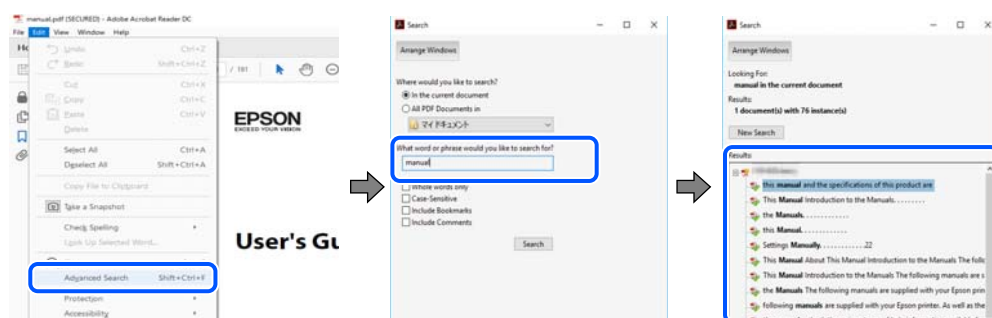 manual.pdf (SECURED) - Adobe Acrobat Reader DC
File Edit View Window Help
Undo Ctrl+Z
Redo Shift+Ctrl+Z
Cut Ctrl+X
Copy Ctrl+C
Paste Ctrl+V
Delete
Select All Ctrl+A
Deselect All Shift+Ctrl+A
Copy File to Clipboard
Take a Snapshot
Check Spelling
Look Up Selected Word...
Advanced Search Shift+Ctrl+F
Protection
Accessibility
/ 181
EPSON
EXCEED YOUR VISION
User's Gu
Search
Arrange Windows
Where would you like to search?
In the current document
All PDF Documents in
マイドキュメント
What word or phrase would you like to search for?
manual
Whole words only
Case-Sensitive
Include Bookmarks
Include Comments
Search
Search
Arrange Windows
Looking For:
manual in the current document
Results:
1 document(s) with 76 instance(s)
New Search
Results:
this manual and the specifications of this product are
This Manual Introduction to the Manuals. . . . . . . .
the Manuals. . . . . . . . . . . . .
this Manual. . . . . . . . . . . . .
Settings Manually. . . . . . . . . . . . .22
This Manual About This Manual Introduction to the Manuals The follo
This Manual Introduction to the Manuals The following manuals are s
the Manuals The following manuals are supplied with your Epson prin
following manuals are supplied with your Epson printer. As well as the